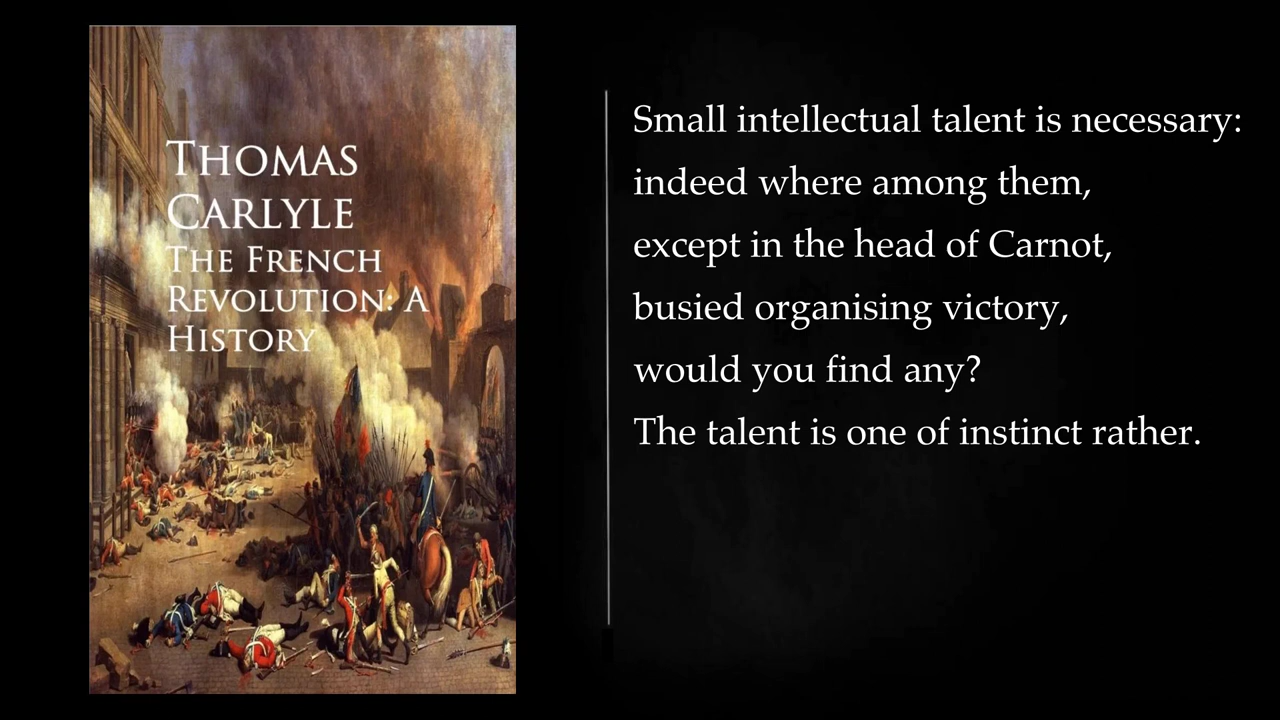 THOMAS
CARLYLE
THE FRENCH
REVOLUTION: A
HISTORY
Small intellectual talent is necessary:
indeed where among them,
except in the head of Carnot,
busied organising victory,
would you find any?
The talent is one of instinct rather.